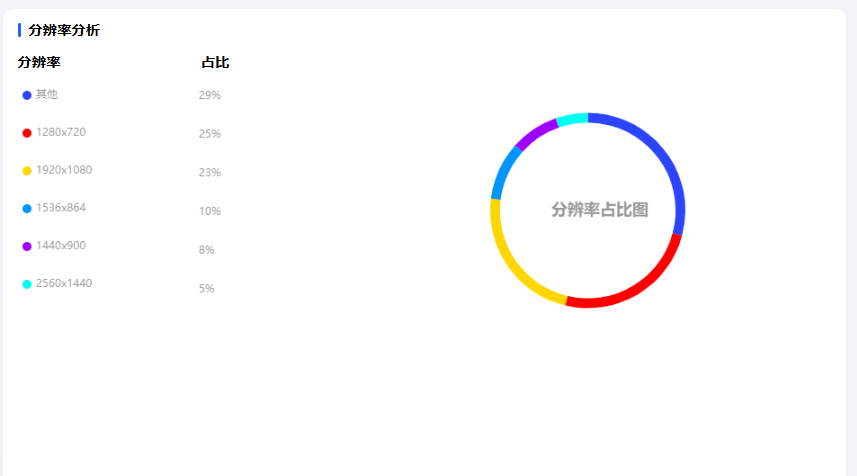 分辨率分析
分辨率 占比
其他 29%
1280x720 25%
1920x1080 23%
1536x864 10%
1440x900 8%
2560x1440 5%
分辨率占比图